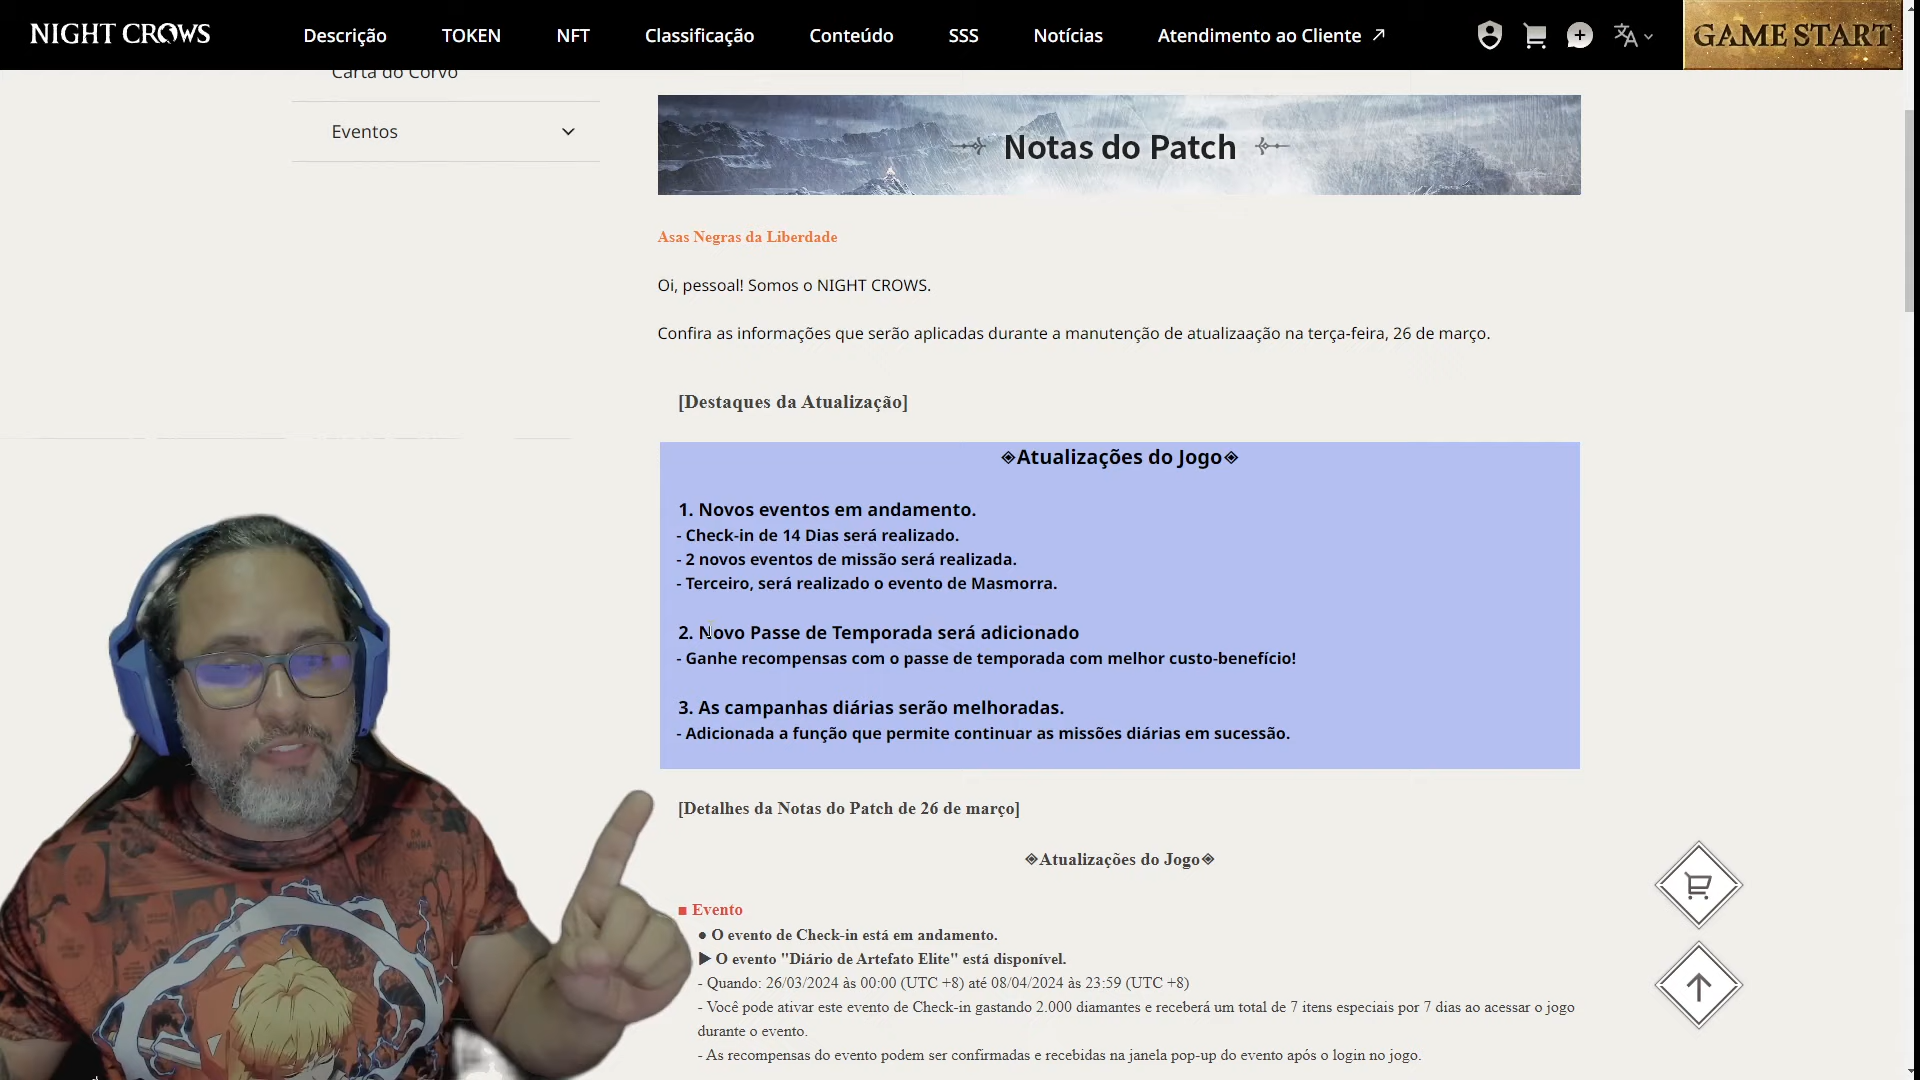 NIGHT CROWS
Descrição
TOKEN
NFT
Classificação
Conteúdo
SSS
Notícias
Atendimento ao Cliente
GAME START
Carta do Corvo
Eventos
Notas do Patch
Asas Negras da Liberdade
Oi, pessoal! Somos o NIGHT CROWS.
Confira as informações que serão aplicadas durante a manutenção de atualizaação na terça-feira, 26 de março.
[Destaques da Atualização]
◈Atualizações do Jogo◈
1. Novos eventos em andamento.
- Check-in de 14 Dias será realizado.
- 2 novos eventos de missão será realizada.
- Terceiro, será realizado o evento de Masmorra.
2. Novo Passe de Temporada será adicionado
- Ganhe recompensas com o passe de temporada com melhor custo-benefício!
3. As campanhas diárias serão melhoradas.
- Adicionada a função que permite continuar as missões diárias em sucessão.
[Detalhes da Notas do Patch de 26 de março]
◈Atualizações do Jogo◈
■ Evento
● O evento de Check-in está em andamento.
▶ O evento "Diário de Artefato Elite" está disponível.
- Quando: 26/03/2024 às 00:00 (UTC +8) até 08/04/2024 às 23:59 (UTC +8)
- Você pode ativar este evento de Check-in gastando 2.000 diamantes e receberá um total de 7 itens especiais por 7 dias ao acessar o jogo
durante o evento.
- As recompensas do evento podem ser confirmadas e recebidas na janela pop-up do evento após o login no jogo.